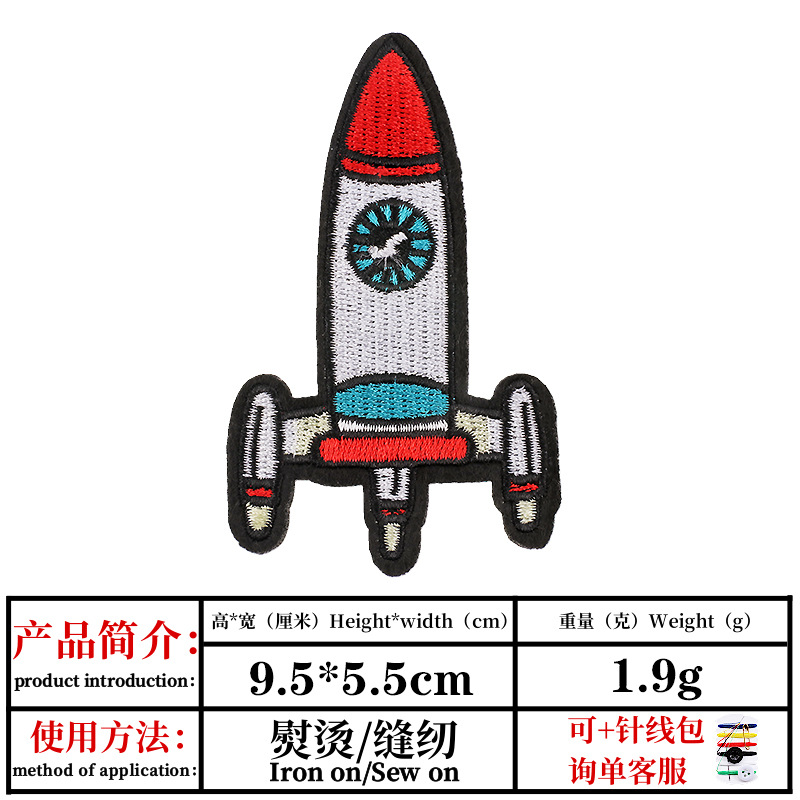 产品简介：
product introduction:
高*宽（厘米）Height*width（cm）
重量（克）Weight（g）
9.5*5.5cm
1.9g
使用方法：
method of application:
熨烫/缝纫
Iron on/Sew on
可+针线包
询单客服